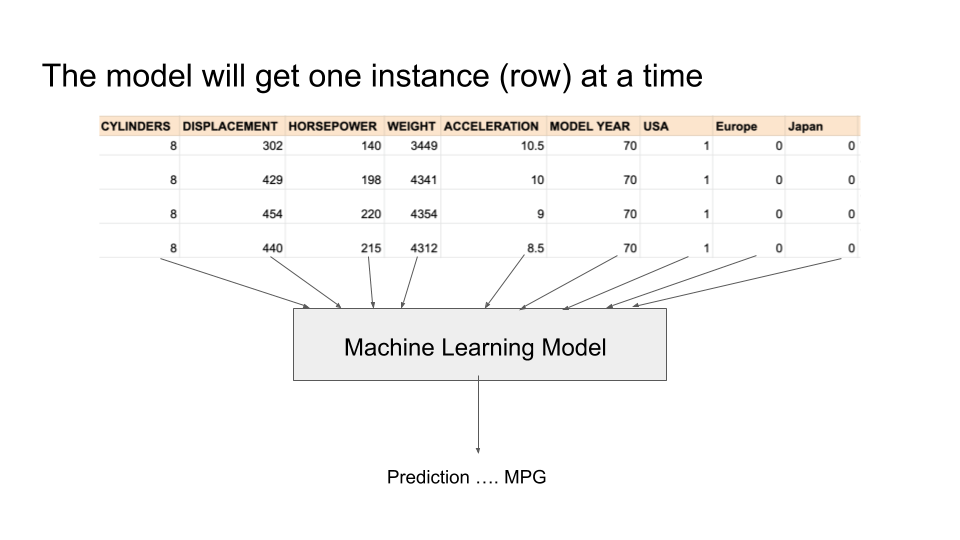 The model will get one instance (row) at a time
CYLINDERS DISPLACEMENT HORSEPOWER WEIGHT ACCELERATION MODEL YEAR USA Europe Japan
8 302 140 3449 10.5 70 1 0 0
8 429 198 4341 10 70 1 0 0
8 454 220 4354 9 70 1 0 0
8 440 215 4312 8.5 70 1 0 0
Machine Learning Model
Prediction .... MPG